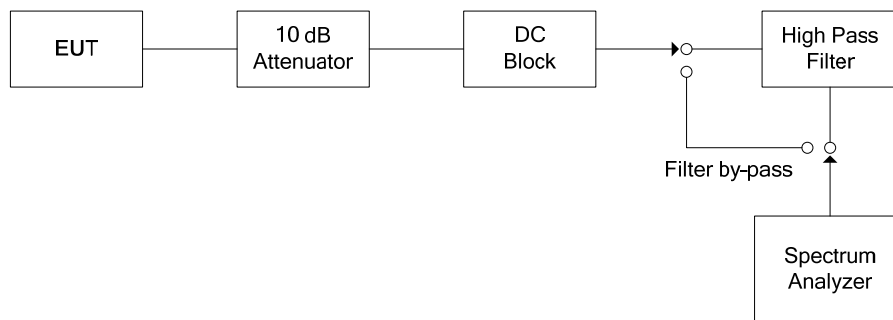 EUT
10 dB
Attenuator
DC
Block
High Pass
Filter
Filter by-pass
Spectrum
Analyzer